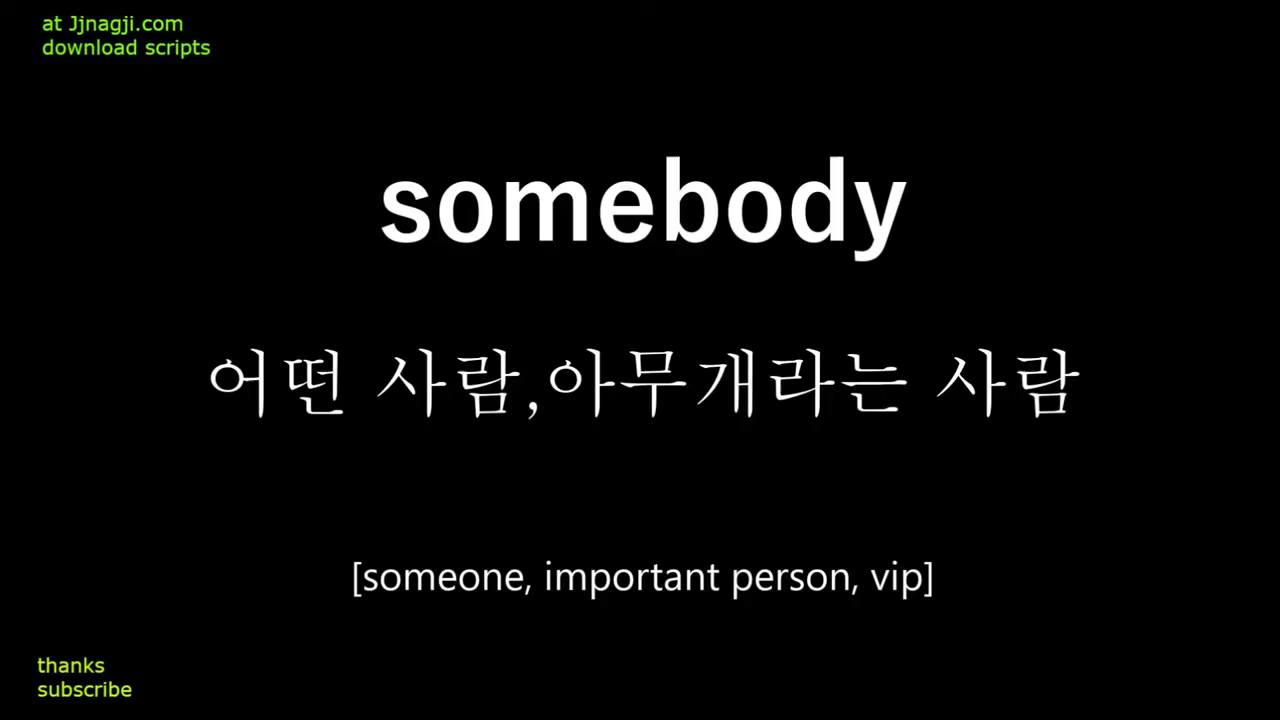 at Jjnagji.com
download scripts
somebody
어떤 사람,아무개라는 사람
[someone, important person, vip]
thanks
subscribe